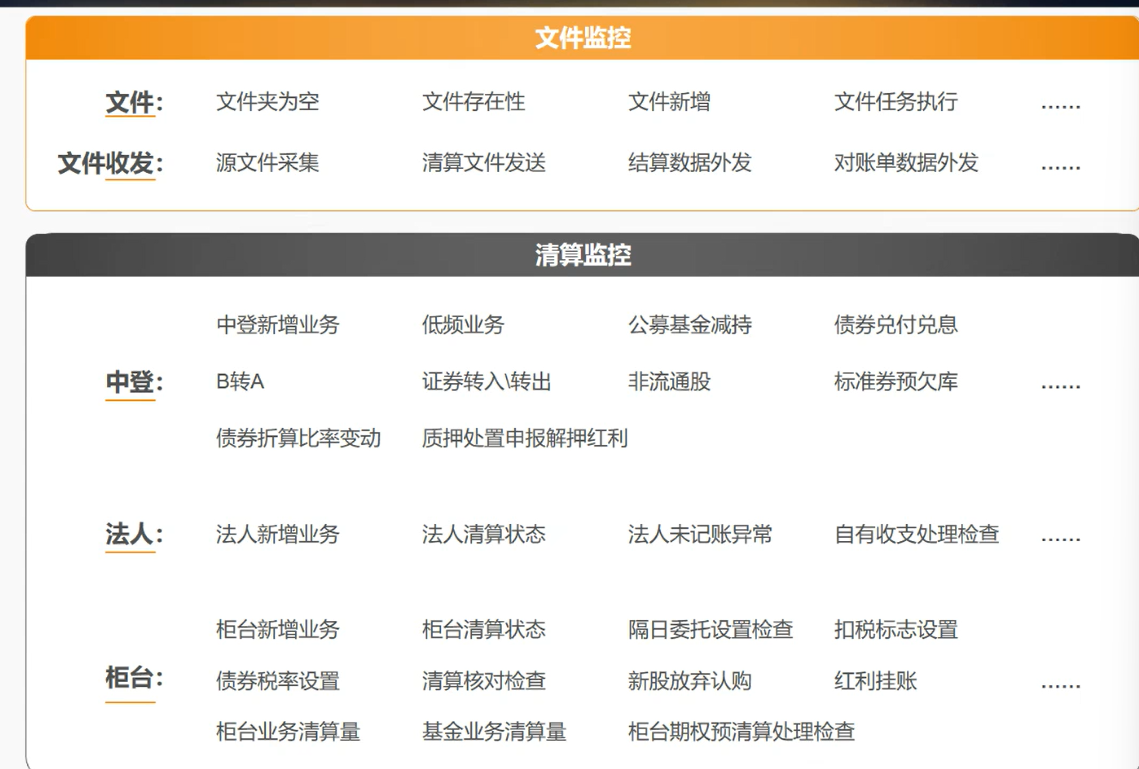 文件监控
文件: 文件夹为空 文件存在性 文件新增 文件任务执行 ......
文件收发: 源文件采集 清算文件发送 结算数据外发 对账单数据外发 ......
清算监控
中登新增业务 低频业务 公募基金减持 债券兑付兑息
中登: B转A 证券转入\转出 非流通股 标准券预欠库 ......
债券折算比率变动 质押处置申报解押红利
法人: 法人新增业务 法人清算状态 法人未记账异常 自有收支处理检查 ......
柜台新增业务 柜台清算状态 隔日委托设置检查 扣税标志设置
柜台: 债券税率设置 清算核对检查 新股放弃认购 红利挂账 ......
柜台业务清算量 基金业务清算量 柜台期权预清算处理检查